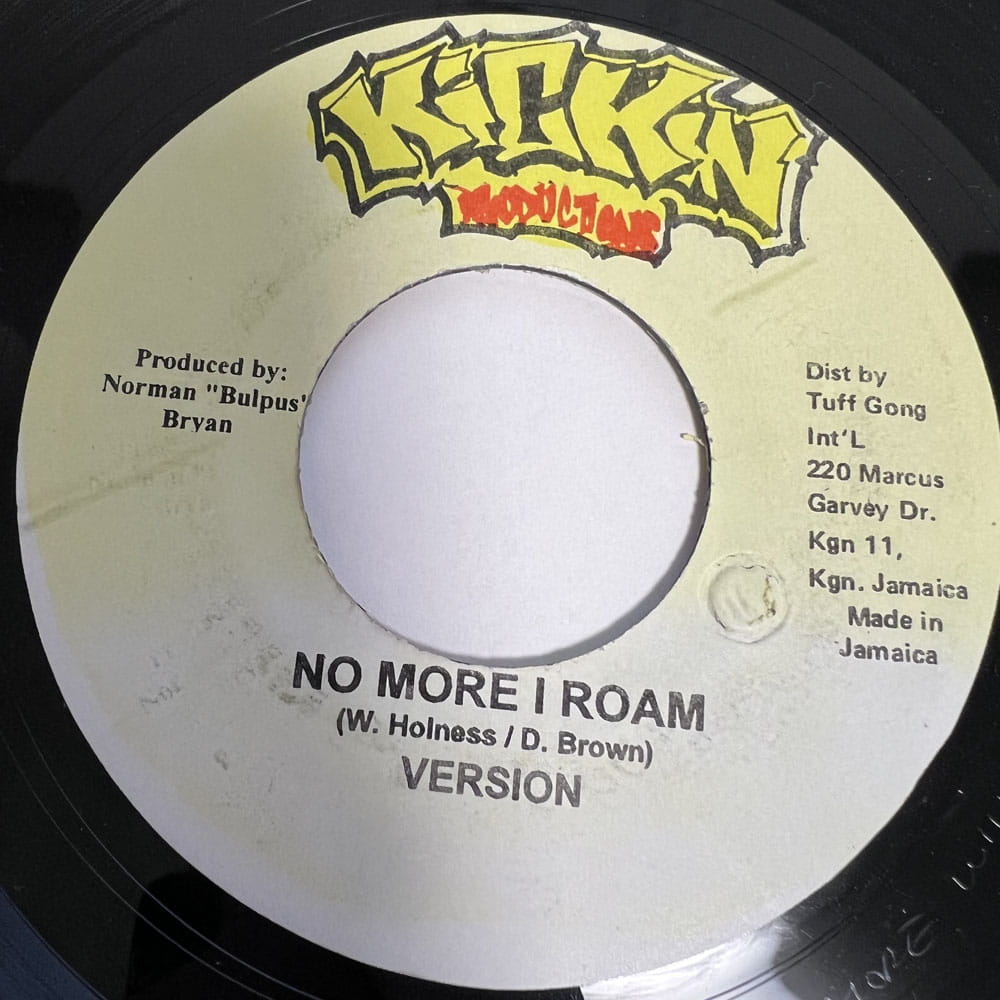 KiCKiN
PRODUCTIONS
Produced by:
Norman "Bulpus"
Bryan
Dist by
Tuff Gong
Int'L
220 Marcus
Garvey Dr.
Kgn 11,
Kgn. Jamaica
Made in
Jamaica
NO MORE I ROAM
(W. Holness / D. Brown)
VERSION